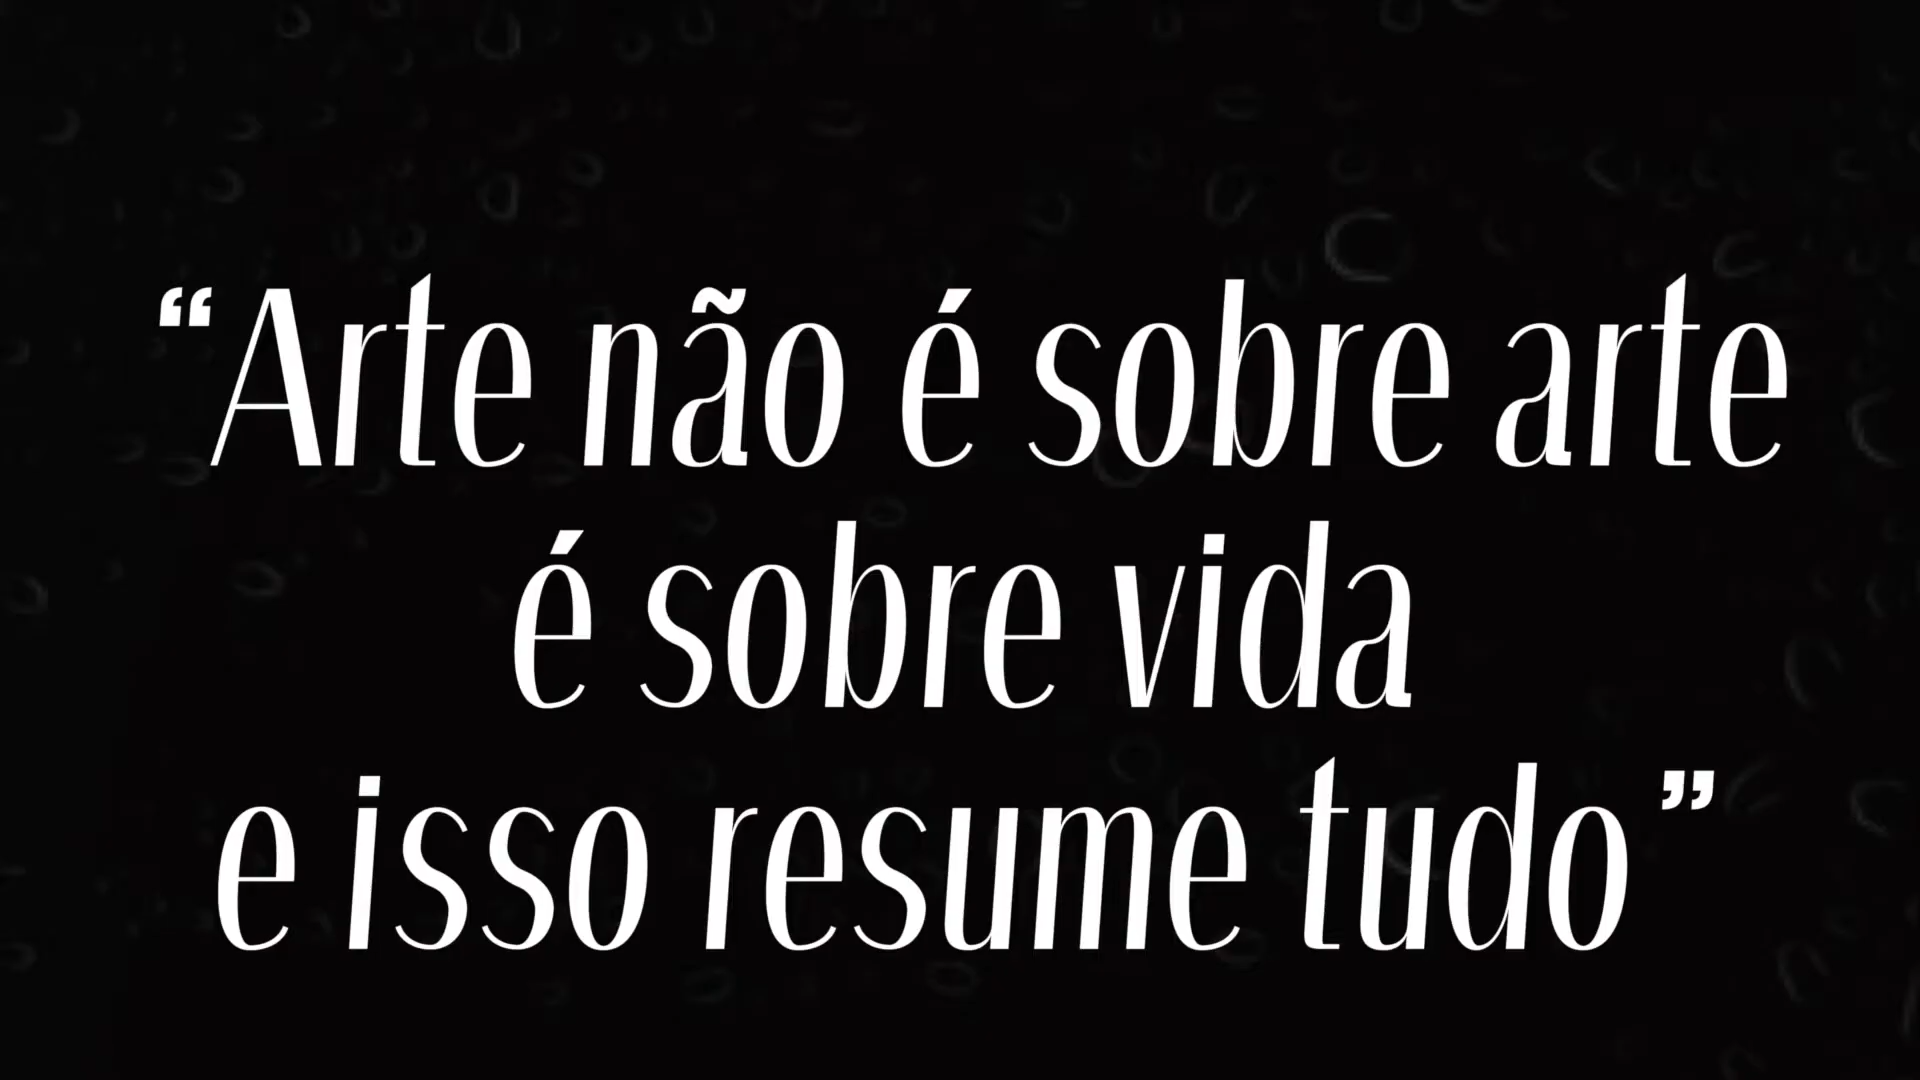 “Arte não é sobre arte
é sobre vida
e isso resume tudo”